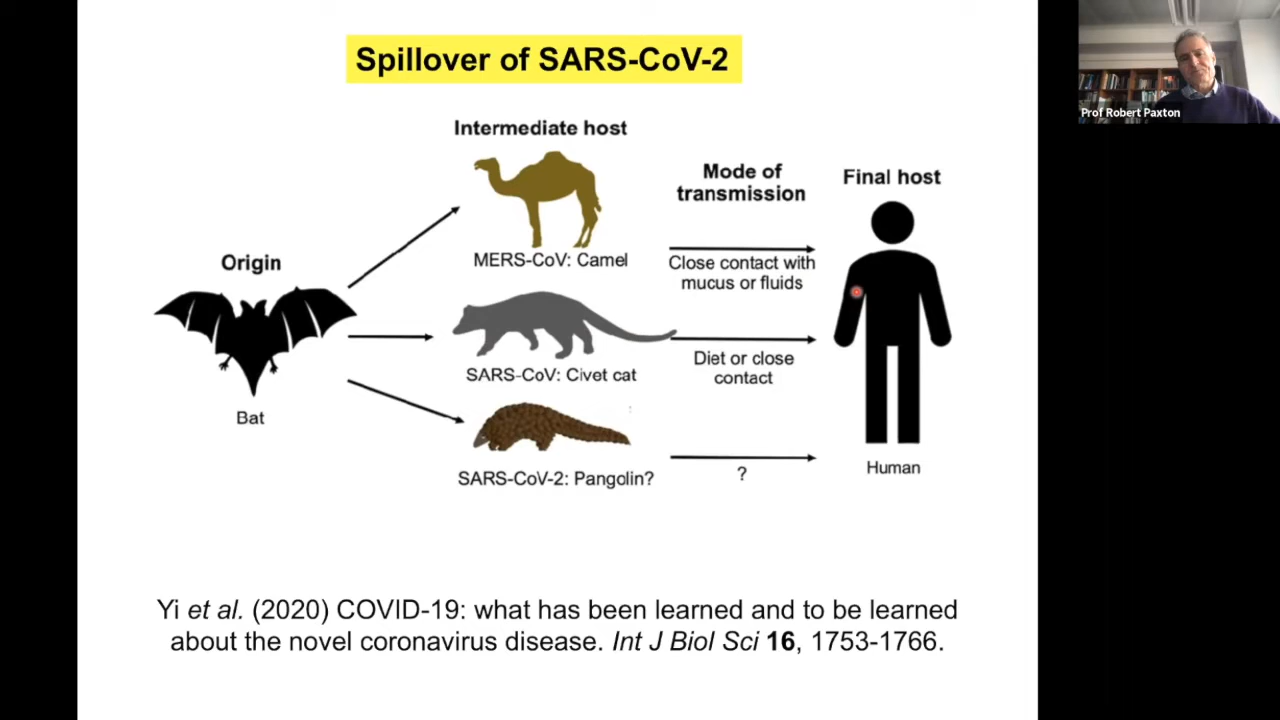 Spillover of SARS-CoV-2
Prof Robert Paxton
Intermediate host
Mode of
transmission
Final host
Origin
MERS-CoV: Camel
Close contact with
mucus or fluids
SARS-CoV: Civet cat
Diet or close
contact
Bat
SARS-CoV-2: Pangolin?
?
Human
Yi et al. (2020) COVID-19: what has been learned and to be learned
about the novel coronavirus disease. Int J Biol Sci 16, 1753-1766.